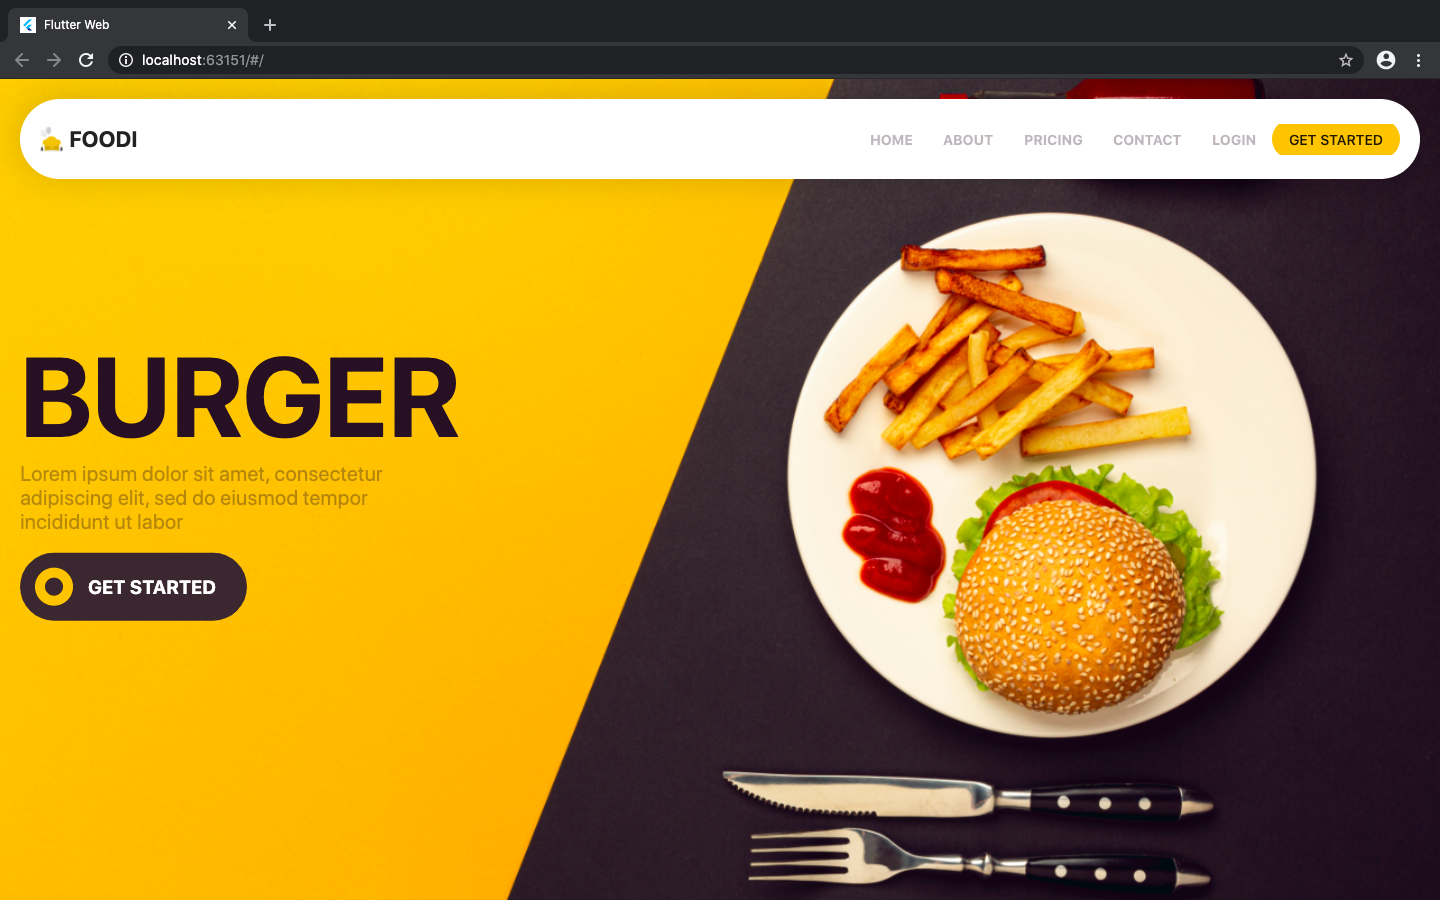 Flutter Web
localhost:63151/#/
FOODI
HOME
ABOUT
PRICING
CONTACT
LOGIN
GET STARTED
BURGER
Lorem ipsum dolor sit amet, consectetur
adipiscing elit, sed do eiusmod tempor
incididunt ut labor
GET STARTED